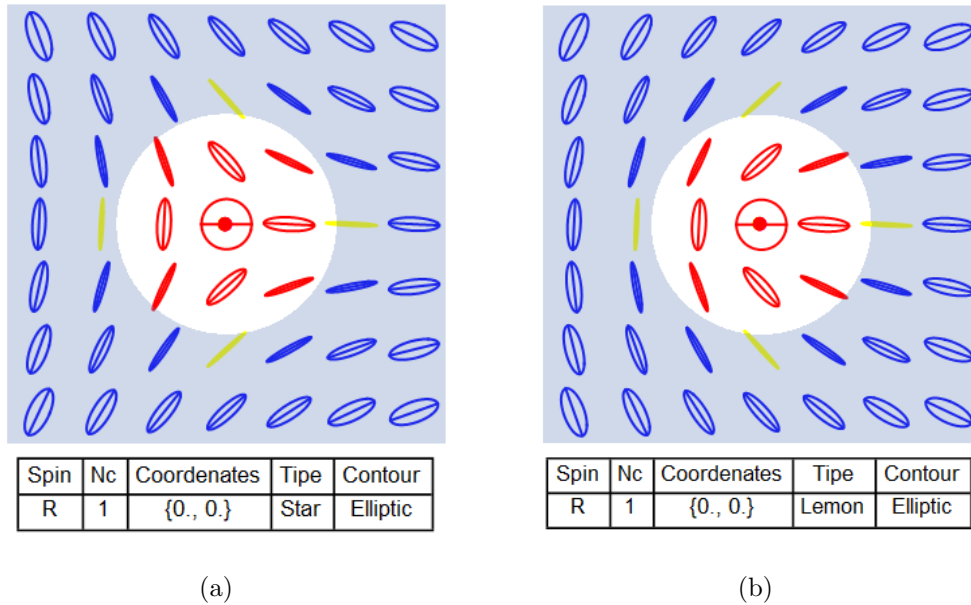 Spin Nc Coordenates Tipe Contour
R 1 {0., 0.} Star Elliptic
Spin Nc Coordenates Tipe Contour
R 1 {0., 0.} Lemon Elliptic
(a)
(b)